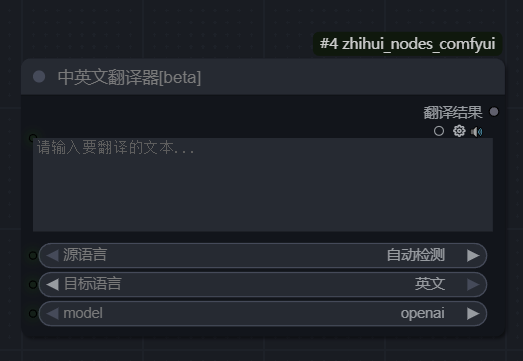 #4 zhihui_nodes_comfyui
中英文翻译器[beta]
翻译结果
请输入要翻译的文本...
源语言 自动检测
目标语言 英文
model openai